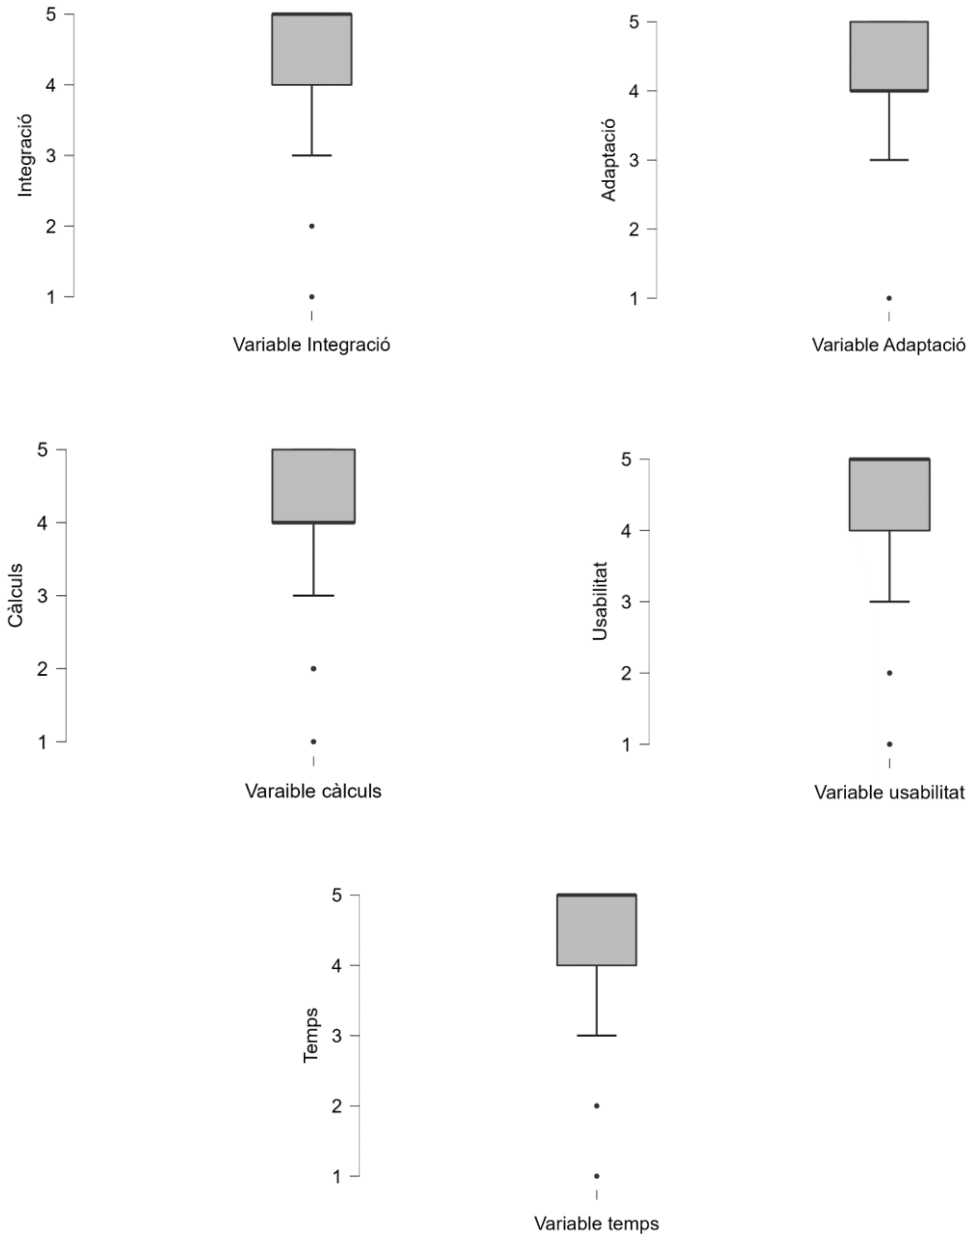 5
4
3
2
1
Integració
Variable Integració
5
4
3
2
1
Adaptació
Variable Adaptació
5
4
3
2
1
Càlculs
Varaible càlculs
5
4
3
2
1
Usabilitat
Variable usabilitat
5
4
3
2
1
Temps
Variable temps